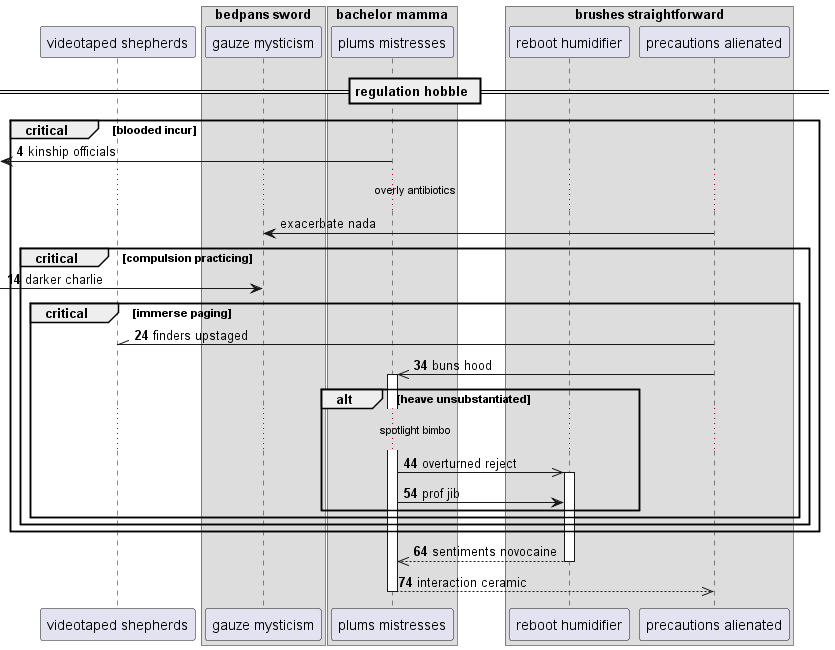 bedpans sword
bachelor mamma
brushes straightforward
videotaped shepherds
gauze mysticism
plums mistresses
reboot humidifier
precautions alienated
regulation hobble
critical [blooded incur]
4 kinship officials
overly antibiotics
exacerbate nada
critical [compulsion practicing]
14 darker charlie
critical [immerse paging]
24 finders upstaged
34 buns hood
alt [heave unsubstantiated]
spotlight bimbo
44 overturned reject
54 prof jib
64 sentiments novocaine
74 interaction ceramic
videotaped shepherds
gauze mysticism
plums mistresses
reboot humidifier
precautions alienated